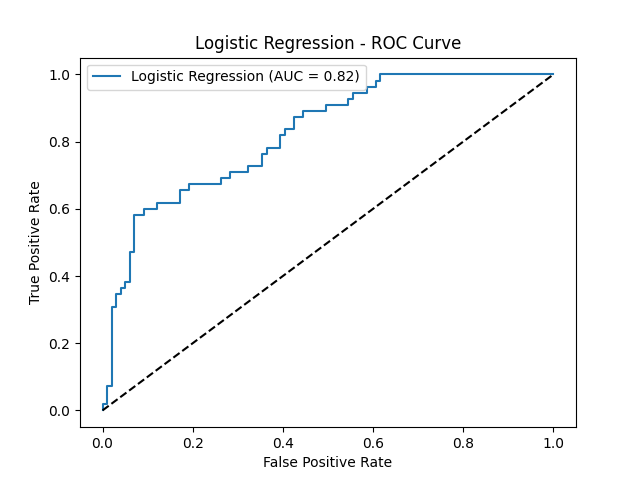 Logistic Regression - ROC Curve
Logistic Regression (AUC = 0.82)
1.0
0.8
0.6
0.4
0.2
0.0
True Positive Rate
0.0 0.2 0.4 0.6 0.8 1.0
False Positive Rate